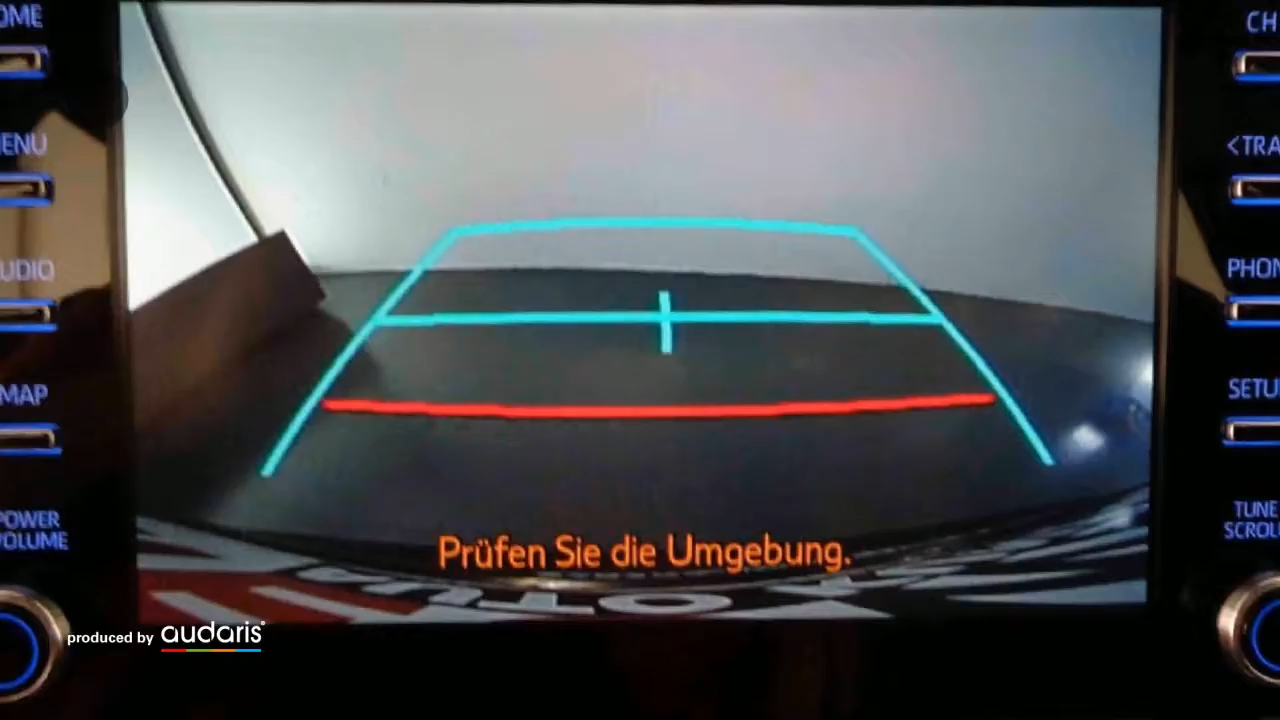 OME
CH
ENU
<TRA
UDIO
PHON
MAP
SETU
POWER
VOLUME
TUNE
SCROL
Prüfen Sie die Umgebung.
produced by audaris